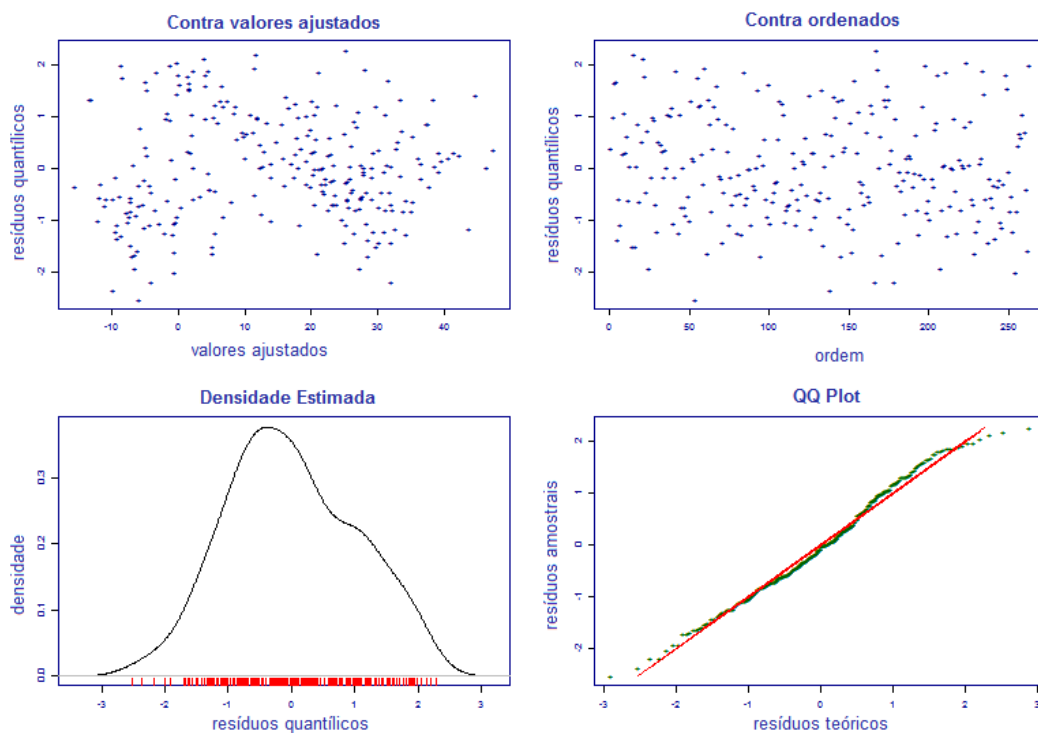 Contra valores ajustados
resíduos quantílicos
2
1
0
-1
-2
-10 0 10 20 30 40
valores ajustados
Contra ordenados
resíduos quantílicos
2
1
0
-1
-2
0 50 100 150 200 250
ordem
Densidade Estimada
densidade
0.3
0.2
0.1
0.0
-3 -2 -1 0 1 2 3
resíduos quantílicos
QQ Plot
resíduos amostrais
2
1
0
-1
-2
-3 -2 -1 0 1 2 3
resíduos teóricos